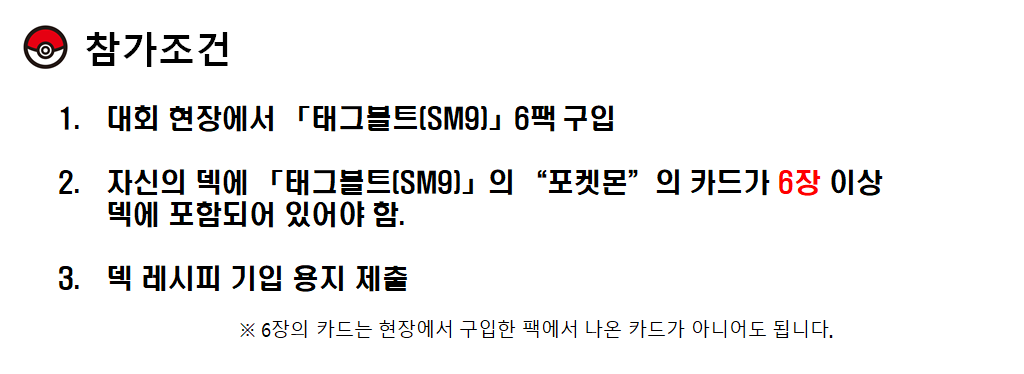 참가조건
1. 대회 현장에서 「태그볼트(SM9)」 6팩 구입
2. 자신의 덱에 「태그볼트(SM9)」의 “포켓몬” 의 카드가 6장 이상
덱에 포함되어 있어야 함.
3. 덱 레시피 기입 용지 제출
※ 6장의 카드는 현장에서 구입한 팩에서 나온 카드가 아니어도 됩니다.